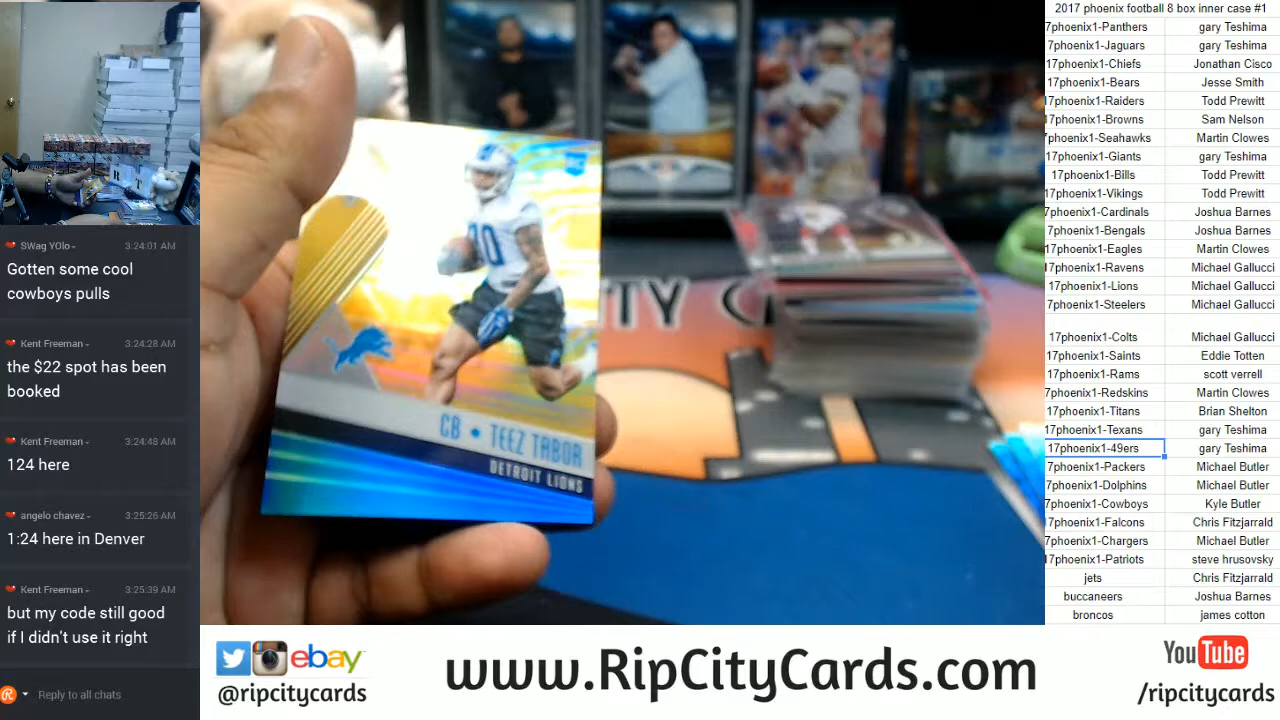 2017 phoenix football 8 box inner case #1
7phoenix1-Panthers gary Teshima
7phoenix1-Jaguars gary Teshima
17phoenix1-Chiefs Jonathan Cisco
17phoenix1-Bears Jesse Smith
17phoenix1-Raiders Todd Prewitt
17phoenix1-Browns Sam Nelson
7phoenix1-Seahawks Martin Clowes
17phoenix1-Giants gary Teshima
17phoenix1-Bills Todd Prewitt
17phoenix1-Vikings Todd Prewitt
7phoenix1-Cardinals Joshua Barnes
7phoenix1-Bengals Joshua Barnes
17phoenix1-Eagles Martin Clowes
17phoenix1-Ravens Michael Gallucci
17phoenix1-Lions Michael Gallucci
7phoenix1-Steelers Michael Gallucci
17phoenix1-Colts Michael Gallucci
17phoenix1-Saints Eddie Totten
17phoenix1-Rams scott verrell
7phoenix1-Redskins Martin Clowes
17phoenix1-Titans Brian Shelton
17phoenix1-Texans gary Teshima
17phoenix1-49ers gary Teshima
7phoenix1-Packers Michael Butler
7phoenix1-Dolphins Michael Butler
7phoenix1-Cowboys Kyle Butler
17phoenix1-Falcons Chris Fitzjarrald
7phoenix1-Chargers Michael Butler
17phoenix1-Patriots steve hrusovsky
jets Chris Fitzjarrald
buccaneers Joshua Barnes
broncos james cotton
SWag YOlo 3:24:01 AM
Gotten some cool
cowboys pulls
Kent Freeman 3:24:28 AM
the $22 spot has been
booked
Kent Freeman 3:24:48 AM
124 here
angelo chavez 3:25:26 AM
1:24 here in Denver
Kent Freeman 3:25:39 AM
but my code still good
if I didn't use it right
Reply to all chats
RC
80
CB • TEEZ TABOR
DETROIT LIONS
ITY C
ebay
@ripcitycards
www.RipCityCards.com
YouTube
/ripcitycards